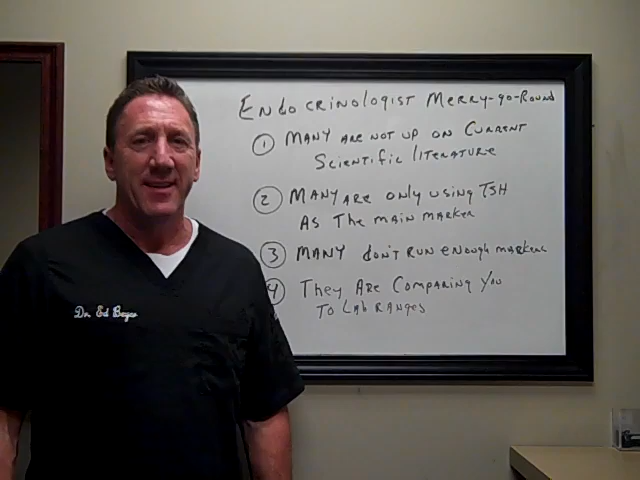 Endocrinologist Merry-go-Round
① Many are not up on current
Scientific literature
② Many are only using TSH
As The main marker
③ Many don't run enough markers
④ They Are Comparing You
To Lab Ranges
Dr. Ed Beyer